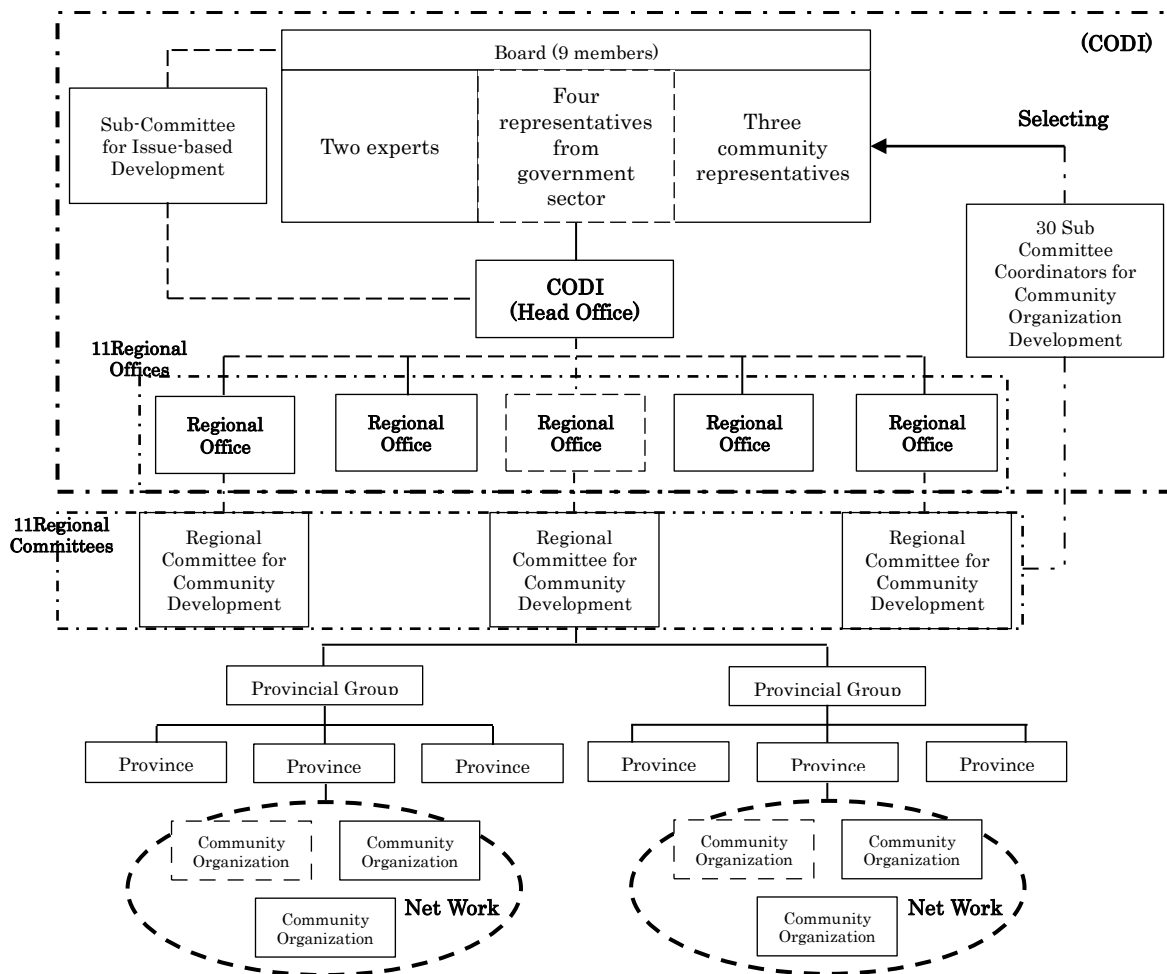 (CODI)
Board (9 members)
Sub-Committee
for Issue-based
Development
Two experts
Four
representatives
from
government
sector
Three
community
representatives
Selecting
30 Sub
Committee
Coordinators for
Community
Organization
Development
CODI
(Head Office)
11Regional
Offices
Regional
Office
Regional
Office
Regional
Office
Regional
Office
Regional
Office
11Regional
Committees
Regional
Committee for
Community
Development
Regional
Committee for
Community
Development
Regional
Committee for
Community
Development
Provincial Group
Provincial Group
Province
Province
Province
Province
Province
Province
Community
Organization
Community
Organization
Community
Organization
Net Work
Community
Organization
Community
Organization
Community
Organization
Net Work